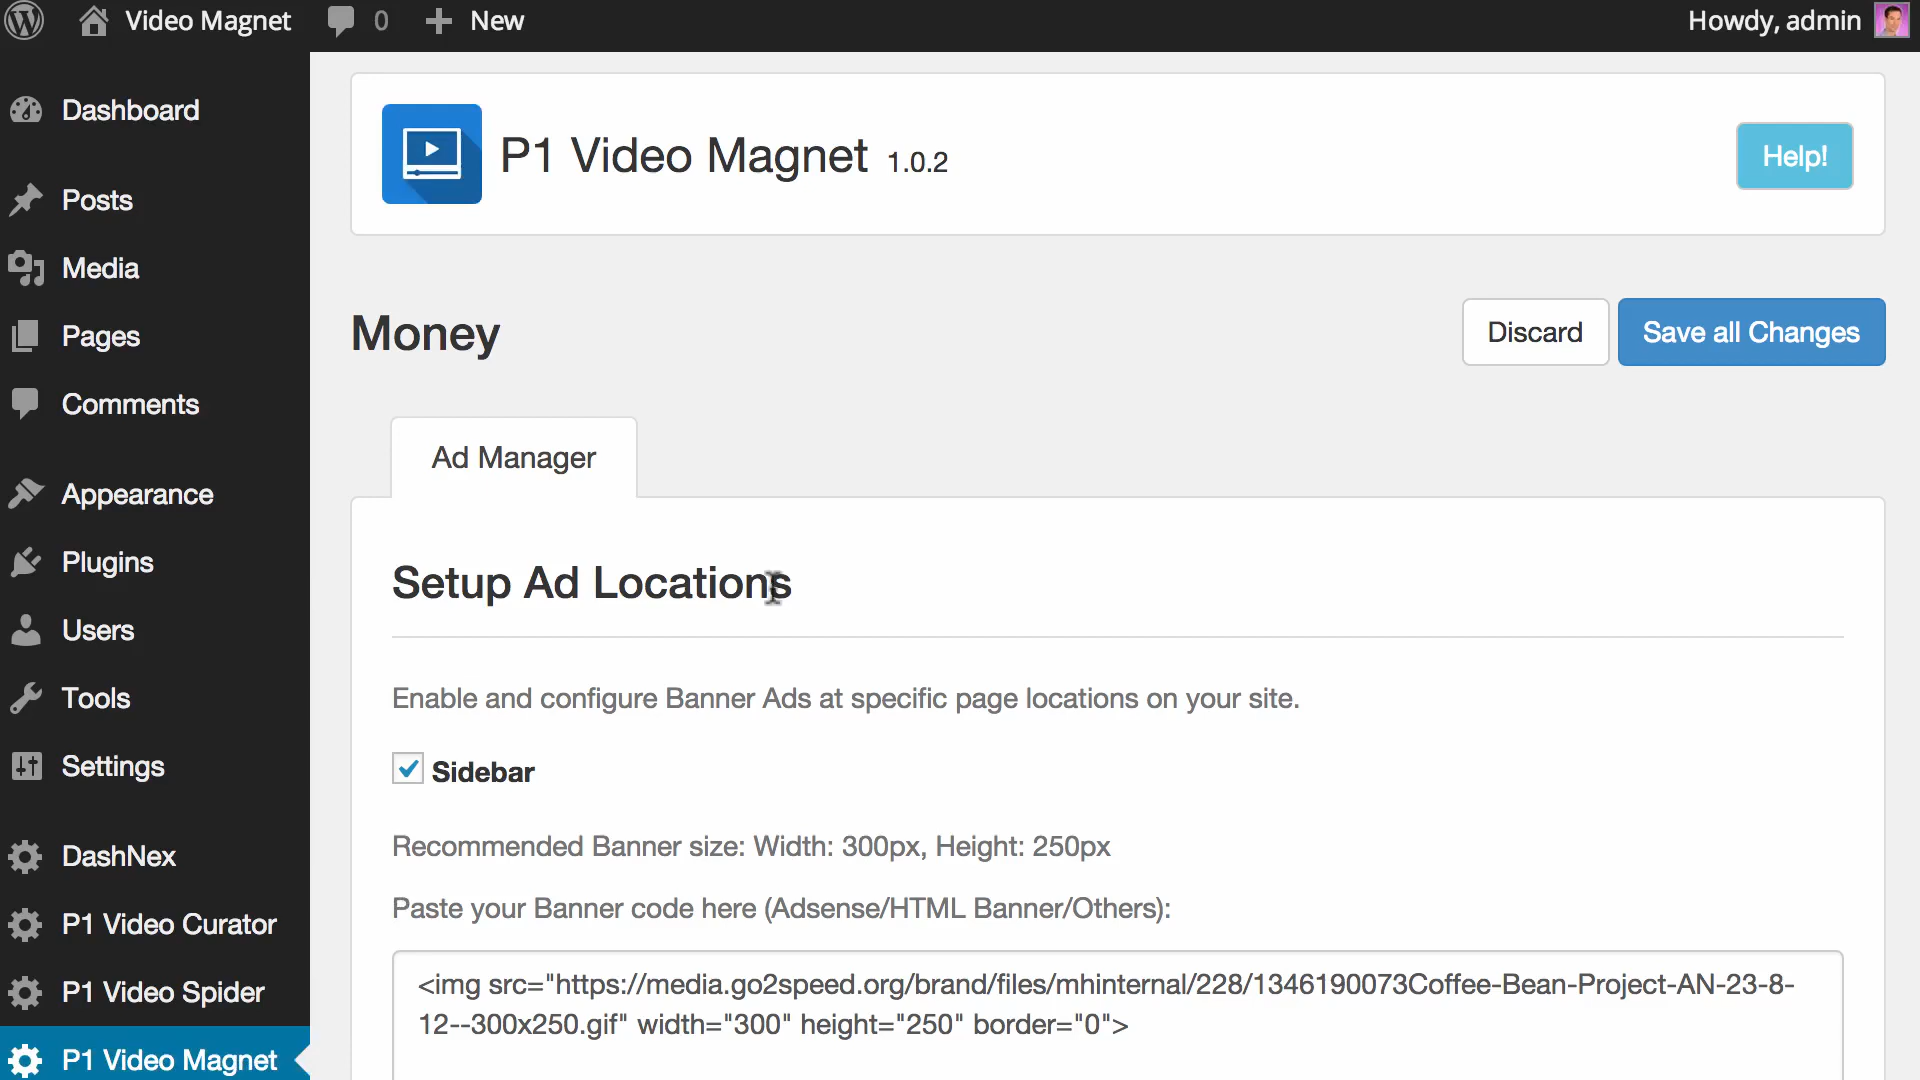 Video Magnet
0
New
Howdy, admin
Dashboard
Posts
Media
Pages
Comments
Appearance
Plugins
Users
Tools
Settings
DashNex
P1 Video Curator
P1 Video Spider
P1 Video Magnet
P1 Video Magnet 1.0.2
Help!
Money
Discard
Save all Changes
Ad Manager
Setup Ad Locations
Enable and configure Banner Ads at specific page locations on your site.
Sidebar
Recommended Banner size: Width: 300px, Height: 250px
Paste your Banner code here (Adsense/HTML Banner/Others):
<img src="https://media.go2speed.org/brand/files/mhinternal/228/1346190073Coffee-Bean-Project-AN-23-8-
12--300x250.gif" width="300" height="250" border="0">